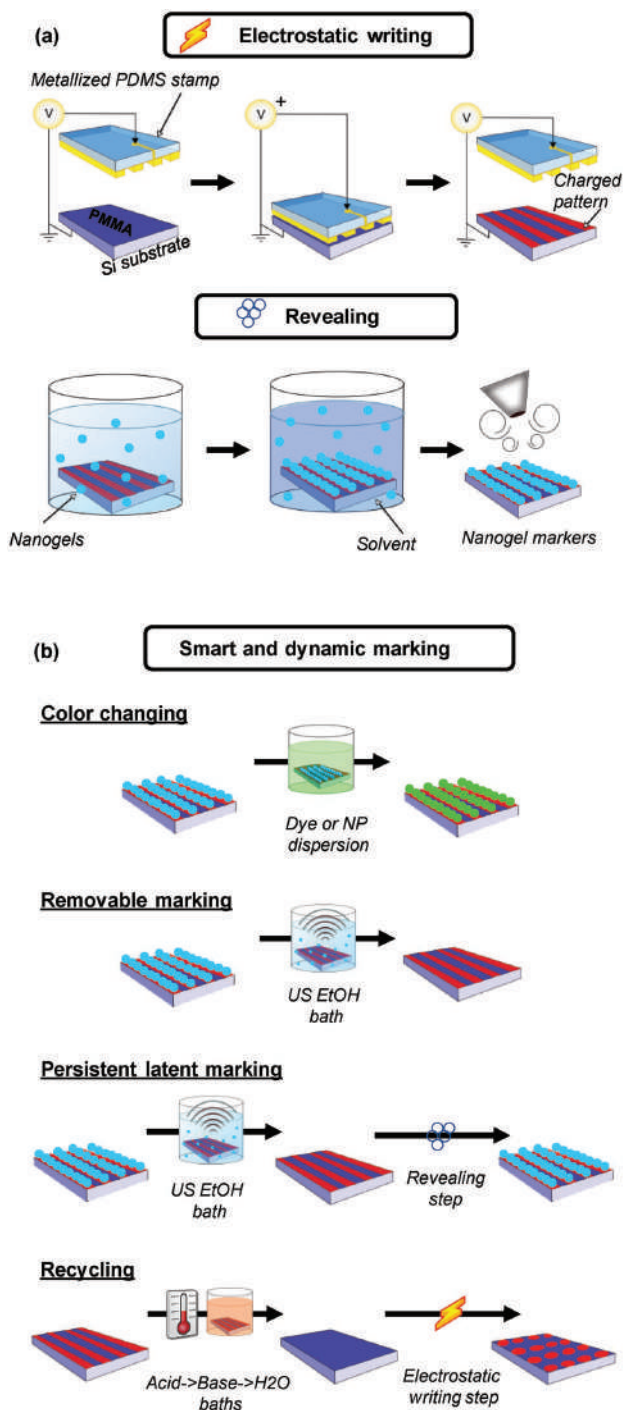 (a)
Electrostatic writing
Metallized PDMS stamp
V
V
+
V
Charged
pattern
PMMA
Si substrate
Revealing
Nanogels
Solvent
Nanogel markers
(b)
Smart and dynamic marking
Color changing
Dye or NP
dispersion
Removable marking
US EtOH
bath
Persistent latent marking
US EtOH
bath
Revealing
step
Recycling
Acid->Base->H2O
baths
Electrostatic
writing step